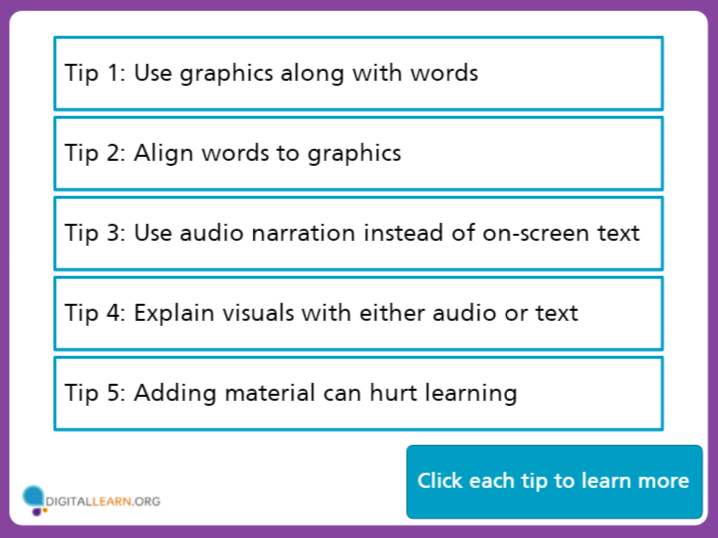 Tip 1: Use graphics along with words
Tip 2: Align words to graphics
Tip 3: Use audio narration instead of on-screen text
Tip 4: Explain visuals with either audio or text
Tip 5: Adding material can hurt learning
Click each tip to learn more
DIGITALLEARN.ORG